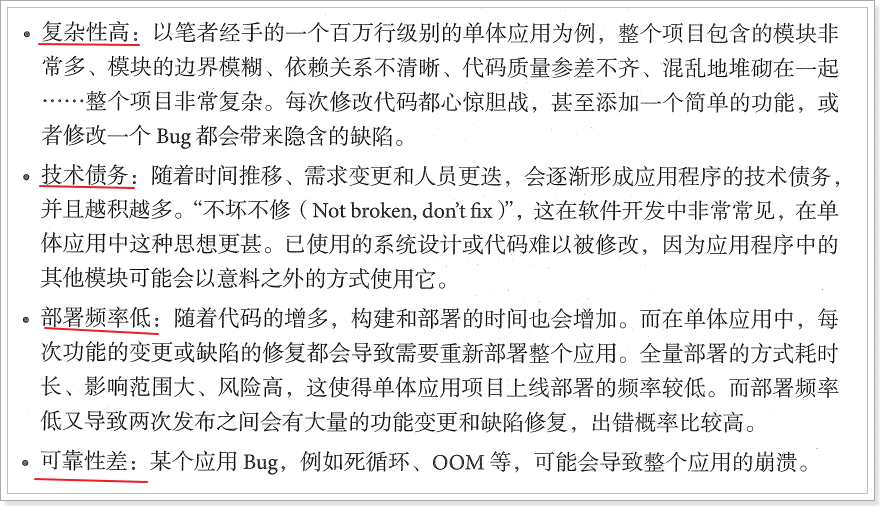 • 复杂性高：以笔者经手的一个百万行级别的单体应用为例，整个项目包含的模块非
常多、模块的边界模糊、依赖关系不清晰、代码质量参差不齐、混乱地堆砌在一起
……整个项目非常复杂。每次修改代码都心惊胆战，甚至添加一个简单的功能，或
者修改一个 Bug 都会带来隐含的缺陷。
• 技术债务：随着时间推移、需求变更和人员更迭，会逐渐形成应用程序的技术债务，
并且越积越多。“不坏不修（Not broken, don’t fix）”，这在软件开发中非常常见，在单
体应用中这种思想更甚。已使用的系统设计或代码难以被修改，因为应用程序中的
其他模块可能会以意料之外的方式使用它。
• 部署频率低：随着代码的增多，构建和部署的时间也会增加。而在单体应用中，每
次功能的变更或缺陷的修复都会导致需要重新部署整个应用。全量部署的方式耗时
长、影响范围大、风险高，这使得单体应用项目上线部署的频率较低。而部署频率
低又导致两次发布之间会有大量的功能变更和缺陷修复，出错概率比较高。
• 可靠性差：某个应用 Bug，例如死循环、OOM 等，可能会导致整个应用的崩溃。